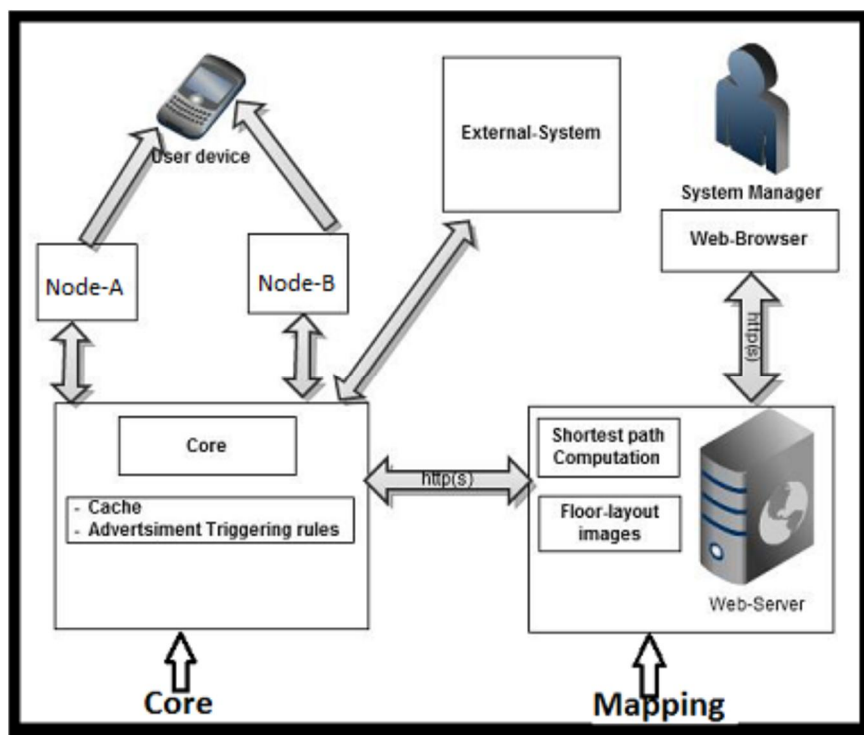 User device
External-System
System Manager
Web-Browser
Node-A
Node-B
http(s)
Core
- Cache
- Advertsiment Triggering rules
http(s)
Shortest path
Computation
Floor-layout
images
Web-Server
Core
Mapping